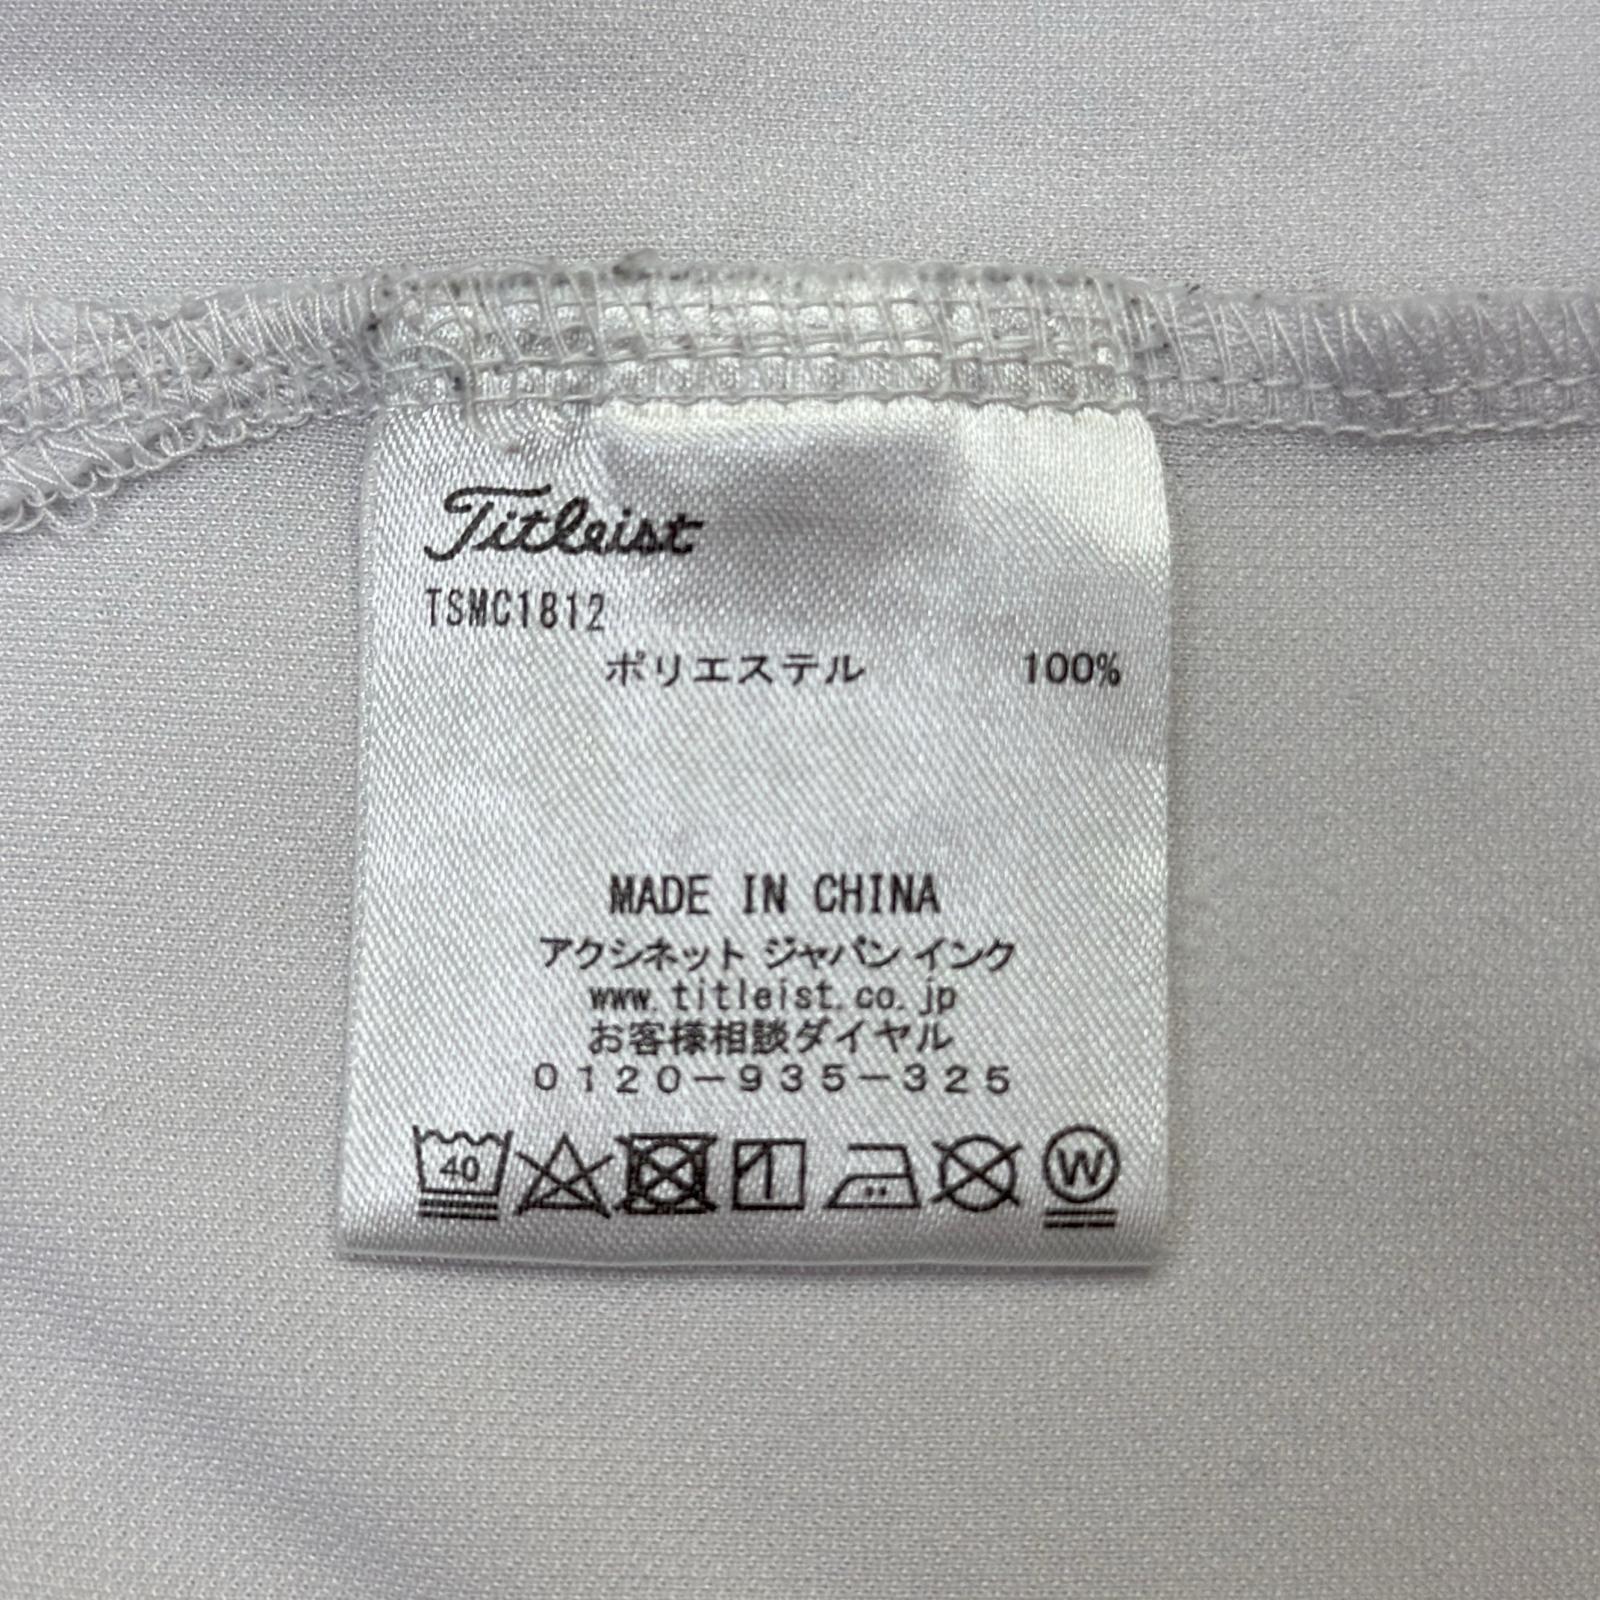 Titleist
TSMC1812
ポリエステル 100%
MADE IN CHINA
アクシネット ジャパン インク
www.titleist.co.jp
お客様相談ダイヤル
0120-935-325
40
W